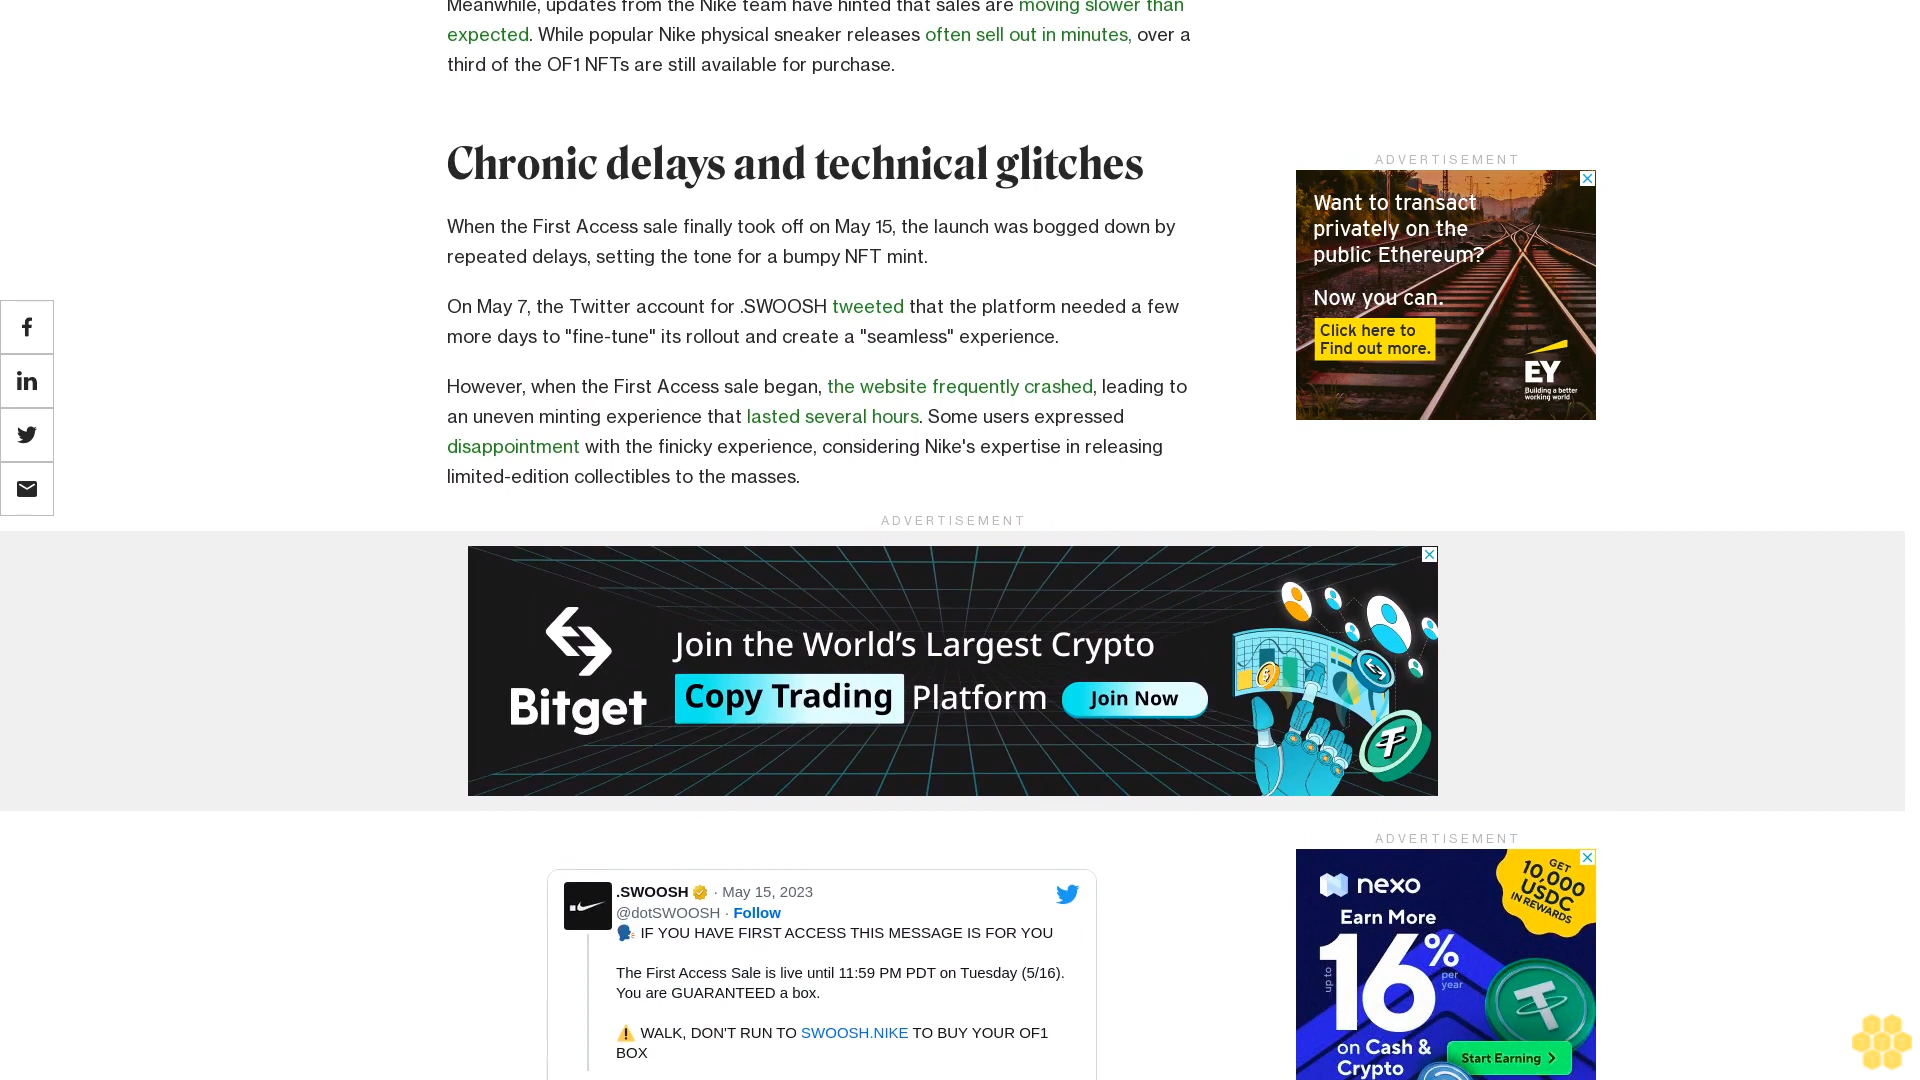 Meanwhile, updates from the Nike team have hinted that sales are moving slower than
expected. While popular Nike physical sneaker releases often sell out in minutes, over a
third of the OF1 NFTs are still available for purchase.
Chronic delays and technical glitches
When the First Access sale finally took off on May 15, the launch was bogged down by
repeated delays, setting the tone for a bumpy NFT mint.
On May 7, the Twitter account for .SWOOSH tweeted that the platform needed a few
more days to "fine-tune" its rollout and create a "seamless" experience.
However, when the First Access sale began, the website frequently crashed, leading to
an uneven minting experience that lasted several hours. Some users expressed
disappointment with the finicky experience, considering Nike's expertise in releasing
limited-edition collectibles to the masses.
ADVERTISEMENT
Want to transact
privately on the
public Ethereum?
Now you can.
Click here to
Find out more.
EY
Building a better
working world
ADVERTISEMENT
Bitget
Join the World's Largest Crypto
Copy Trading Platform
Join Now
.SWOOSH · May 15, 2023
@dotSWOOSH · Follow
🗣️ IF YOU HAVE FIRST ACCESS THIS MESSAGE IS FOR YOU
The First Access Sale is live until 11:59 PM PDT on Tuesday (5/16).
You are GUARANTEED a box.
⚠️ WALK, DON'T RUN TO SWOOSH.NIKE TO BUY YOUR OF1
BOX
ADVERTISEMENT
nexo
GET
10,000
USDC
IN REWARDS
Earn More
up to
16%
per
year
on Cash &
Crypto
Start Earning